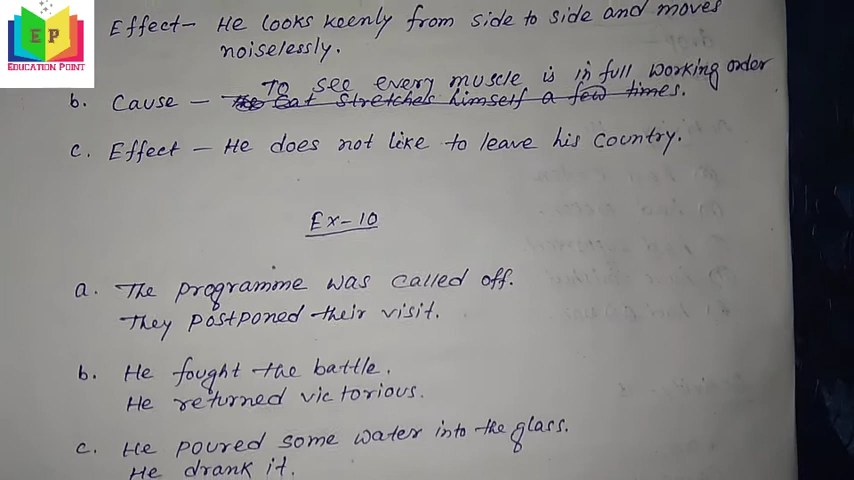 E P
EDUCATION POINT
Effect- He looks keenly from side to side and moves
noiselessly.
To see every muscle is in full working order
b. Cause - The Cat stretches himself a few times.
c. Effect - He does not like to leave his country.
Ex-10
a. The programme was called off.
They postponed their visit.
b. He fought the battle.
He returned victorious.
c. He poured some water into the glass.
He drank it.